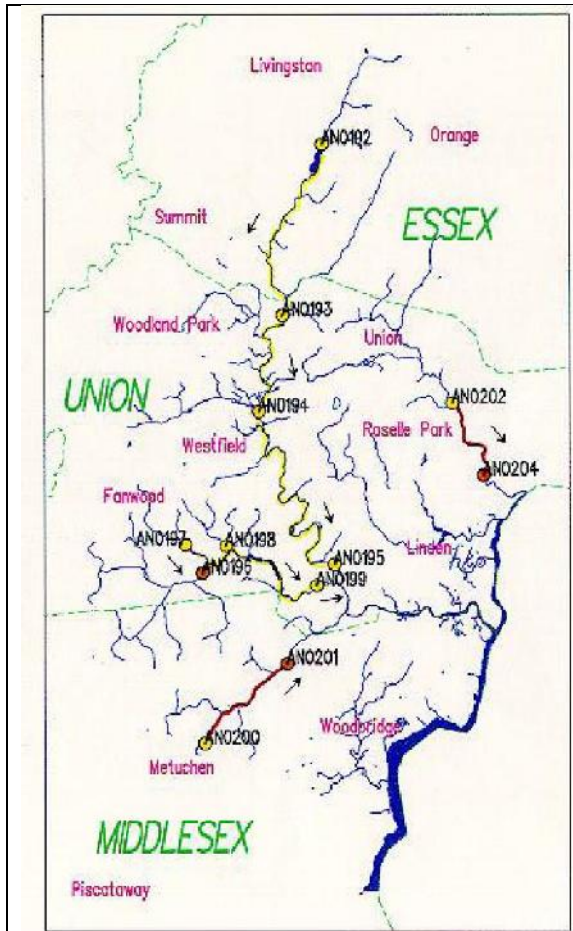 Livingston
AN0192
Orange
Summit
ESSEX
AN0193
Woodland Park
Union
UNION
AN0202
AN0194
Roselle Park
Westfield
AN0204
Fanwood
AN0197
AN0198
Linden
AN0195
AN0196
AN0199
AN0201
Woodbridge
AN0200
Metuchen
MIDDLESEX
Piscataway